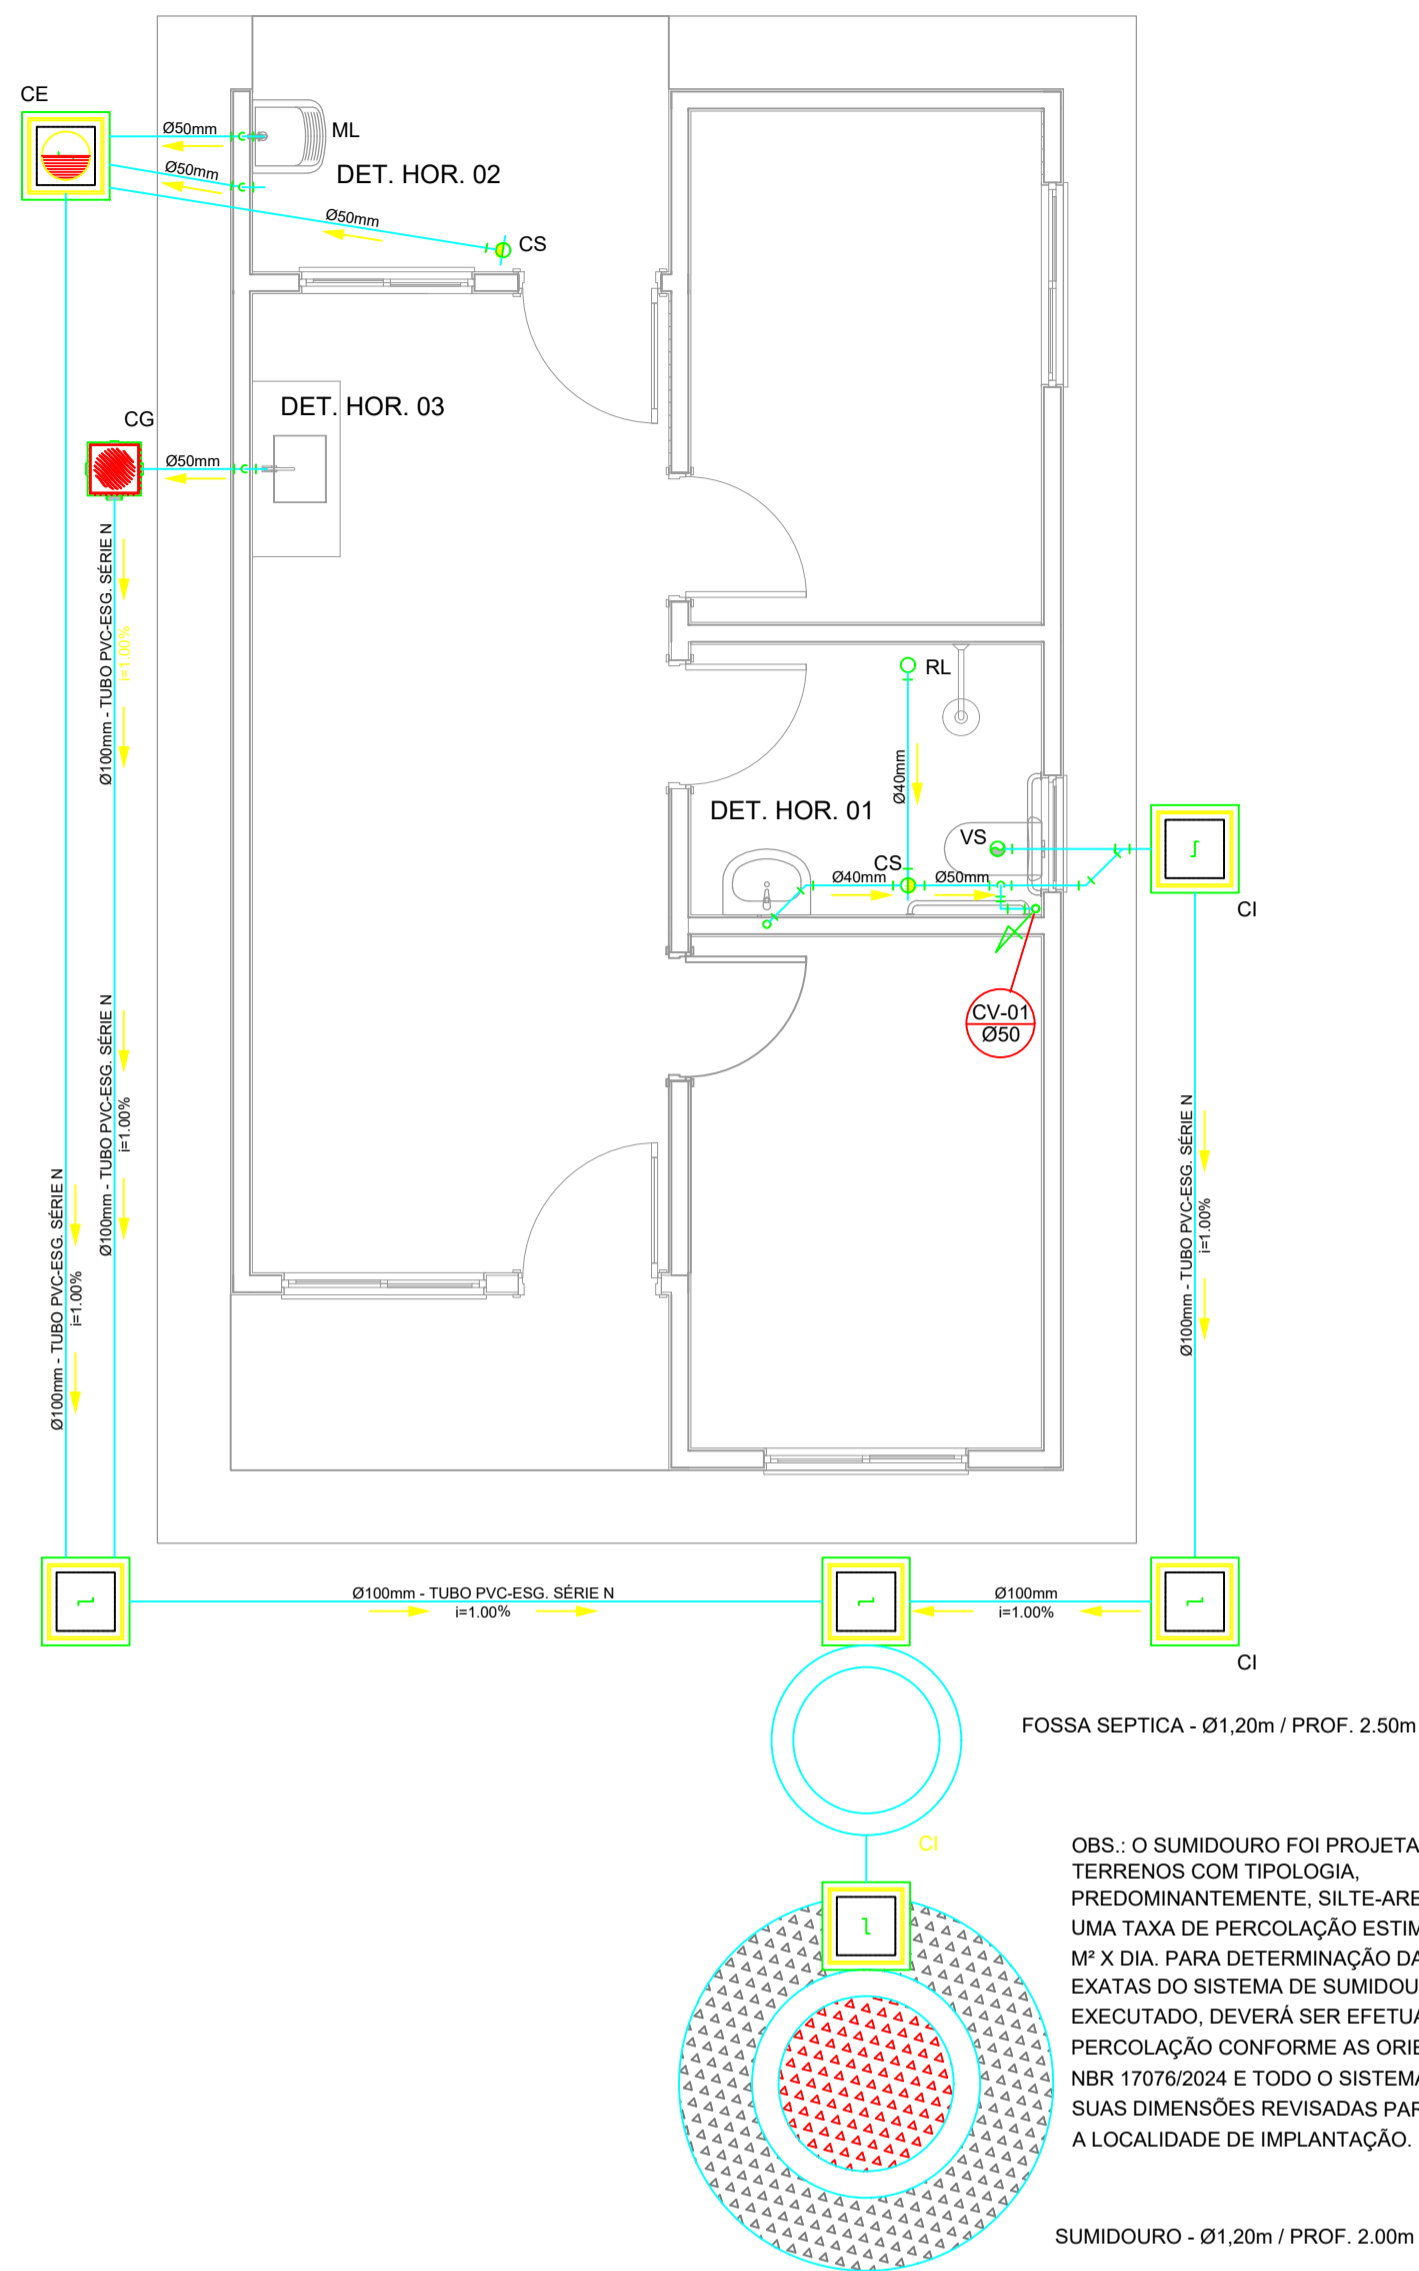 CE
Ø50mm
ML
Ø50mm
DET. HOR. 02
Ø50mm
CS
DET. HOR. 03
CG
Ø50mm
Ø100mm - TUBO PVC-ESG. SÉRIE N
i=1.00%
RL
Ø40mm
DET. HOR. 01
VS
CS
Ø40mm
Ø50mm
CI
CV-01
Ø50
Ø100mm - TUBO PVC-ESG. SÉRIE N
i=1.00%
Ø100mm - TUBO PVC-ESG. SÉRIE N
i=1.00%
Ø100mm - TUBO PVC-ESG. SÉRIE N
i=1.00%
Ø100mm - TUBO PVC-ESG. SÉRIE N
i=1.00%
Ø100mm
i=1.00%
CI
FOSSA SEPTICA - Ø1,20m / PROF. 2.50m
CI
OBS.: O SUMIDOURO FOI PROJETA
TERRENOS COM TIPOLOGIA,
PREDOMINANTEMENTE, SILTE-ARE
UMA TAXA DE PERCOLAÇÃO ESTIM
M² X DIA. PARA DETERMINAÇÃO DA
EXATAS DO SISTEMA DE SUMIDOU
EXECUTADO, DEVERÁ SER EFETUA
PERCOLAÇÃO CONFORME AS ORIE
NBR 17076/2024 E TODO O SISTEMA
SUAS DIMENSÕES REVISADAS PAR
A LOCALIDADE DE IMPLANTAÇÃO.
SUMIDOURO - Ø1,20m / PROF. 2.00m